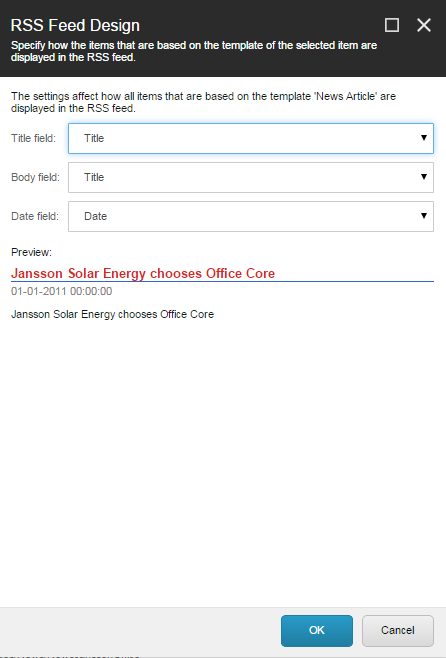 RSS Feed Design
Specify how the items that are based on the template of the selected item are
displayed in the RSS feed.
The settings affect how all items that are based on the template 'News Article' are
displayed in the RSS feed.
Title field: Title
Body field: Title
Date field: Date
Preview:
Jansson Solar Energy chooses Office Core
01-01-2011 00:00:00
Jansson Solar Energy chooses Office Core
OK Cancel